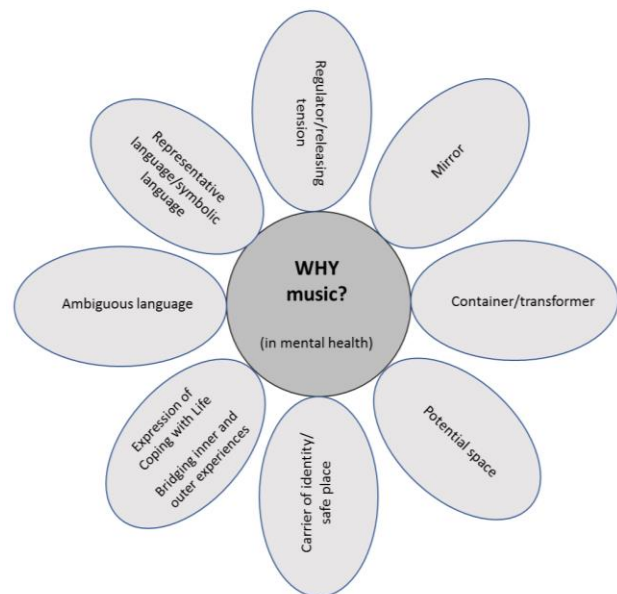 WHY
music?
(in mental health)
Regulator/releasing
tension
Mirror
Container/transformer
Potential space
Carrier of identity/
safe place
Expression of
Coping with Life
Bridging inner and
outer experiences
Ambiguous language
Representative
language/symbolic
language